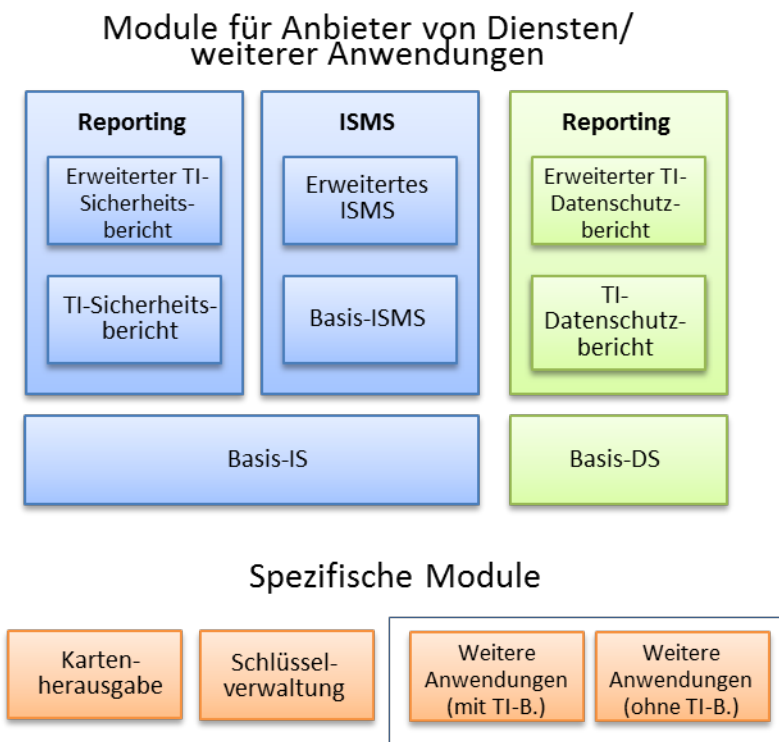 Module für Anbieter von Diensten/
weiterer Anwendungen
Reporting
Erweiterter TI-
Sicherheits-
bericht
TI-Sicherheits-
bericht
ISMS
Erweitertes
ISMS
Basis-ISMS
Reporting
Erweiterter TI-
Datenschutz-
bericht
TI-
Datenschutz-
bericht
Basis-IS
Basis-DS
Spezifische Module
Karten-
herausgabe
Schlüssel-
verwaltung
Weitere
Anwendungen
(mit TI-B.)
Weitere
Anwendungen
(ohne TI-B.)